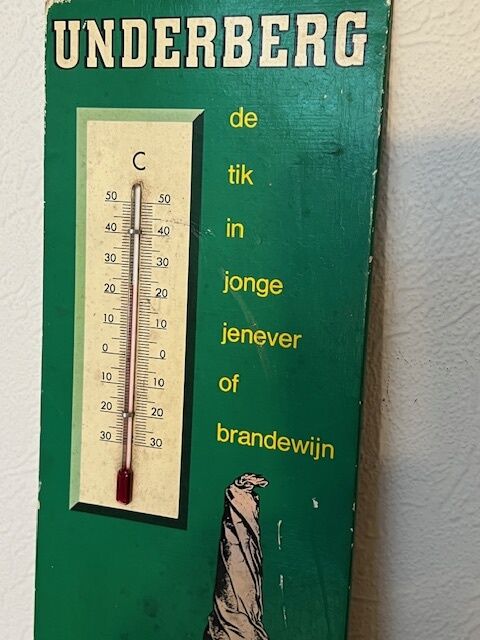 UNDERBERG
de
tik
in
jonge
jenever
of
brandewijn
C
50 50
40 40
30 30
20 20
10 10
0 0
10 10
20 20
30 30